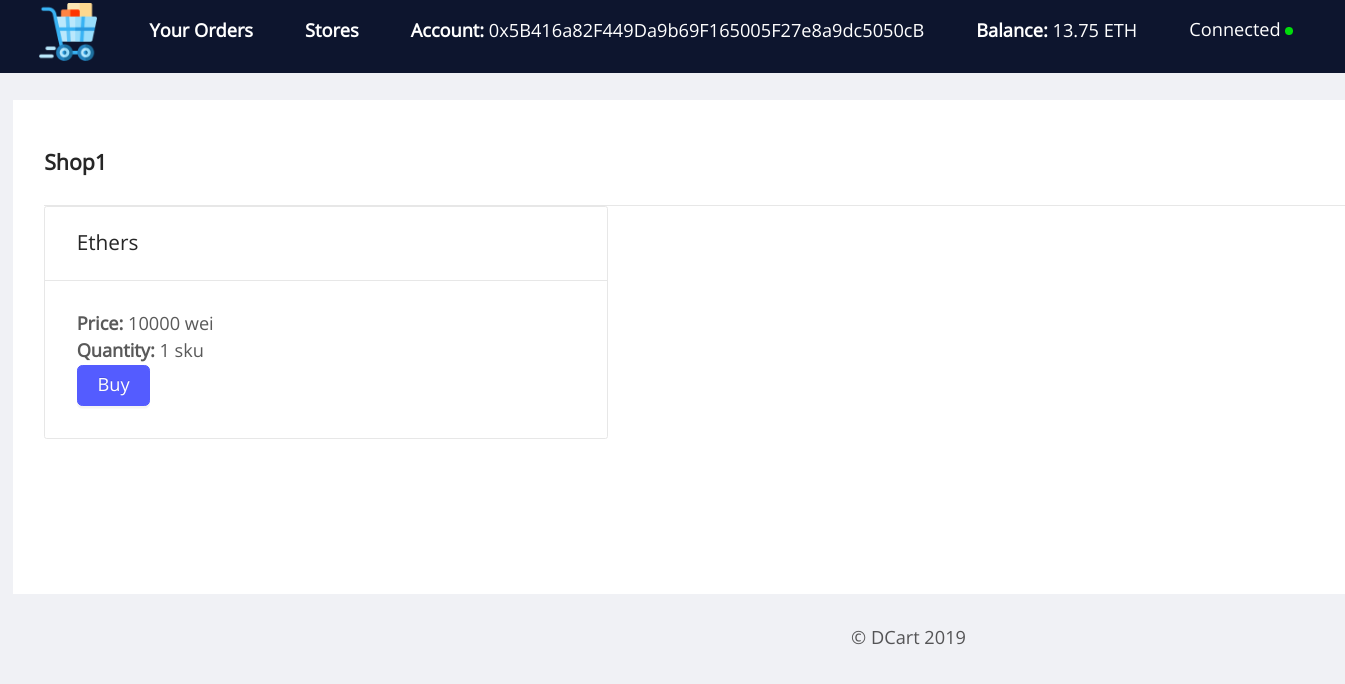 Your Orders Stores Account: 0x5B416a82F449Da9b69F165005F27e8a9dc5050cB Balance: 13.75 ETH Connected
Shop1
Ethers
Price: 10000 wei
Quantity: 1 sku
Buy
© DCart 2019